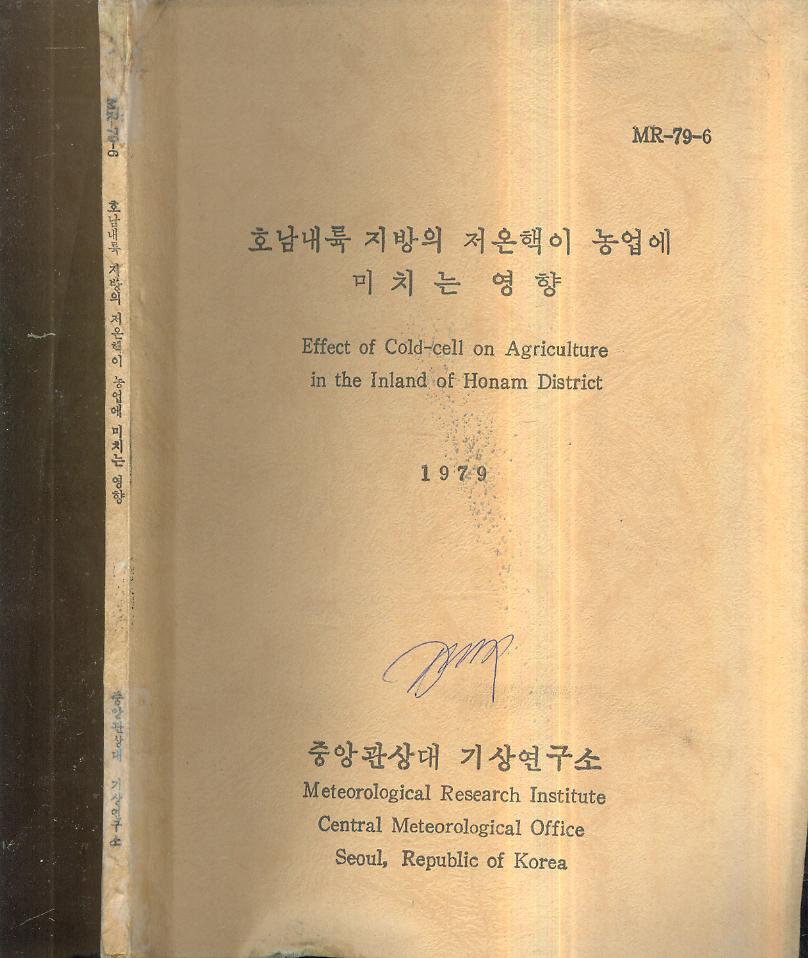 MR-79-6
호남내륙 지방의 저온핵이 농업에 미치는 영향
중앙관상대 기상연구소
MR-79-6
호남내륙 지방의 저온핵이 농업에
미 치 는 영 향
Effect of Cold-cell on Agriculture
in the Inland of Honam District
1979
중앙관상대 기상연구소
Meteorological Research Institute
Central Meteorological Office
Seoul, Republic of Korea